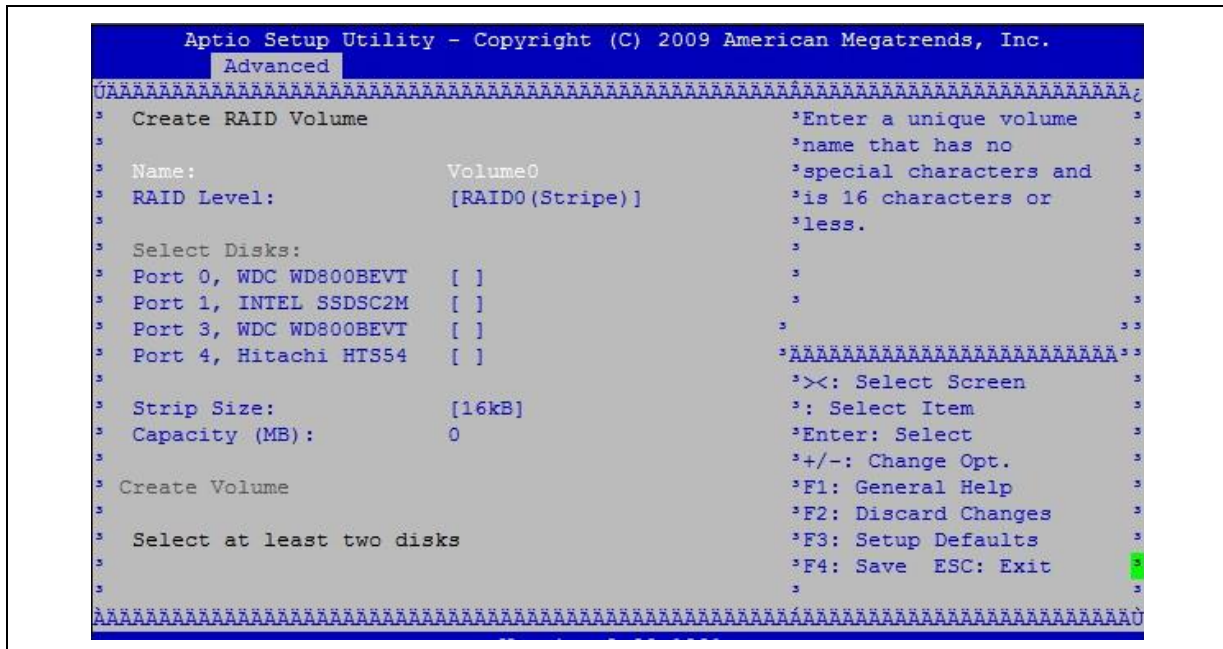 Aptio Setup Utility - Copyright (C) 2009 American Megatrends, Inc.
Advanced
Create RAID Volume
Name: Volume0
RAID Level: [RAID0(Stripe)]
Select Disks:
Port 0, WDC WD800BEVT [ ]
Port 1, INTEL SSDSC2M [ ]
Port 3, WDC WD800BEVT [ ]
Port 4, Hitachi HTS54 [ ]
Strip Size: [16kB]
Capacity (MB): 0
Create Volume
Select at least two disks
Enter a unique volume
name that has no
special characters and
is 16 characters or
less.
><: Select Screen
: Select Item
Enter: Select
+/-: Change Opt.
F1: General Help
F2: Discard Changes
F3: Setup Defaults
F4: Save ESC: Exit